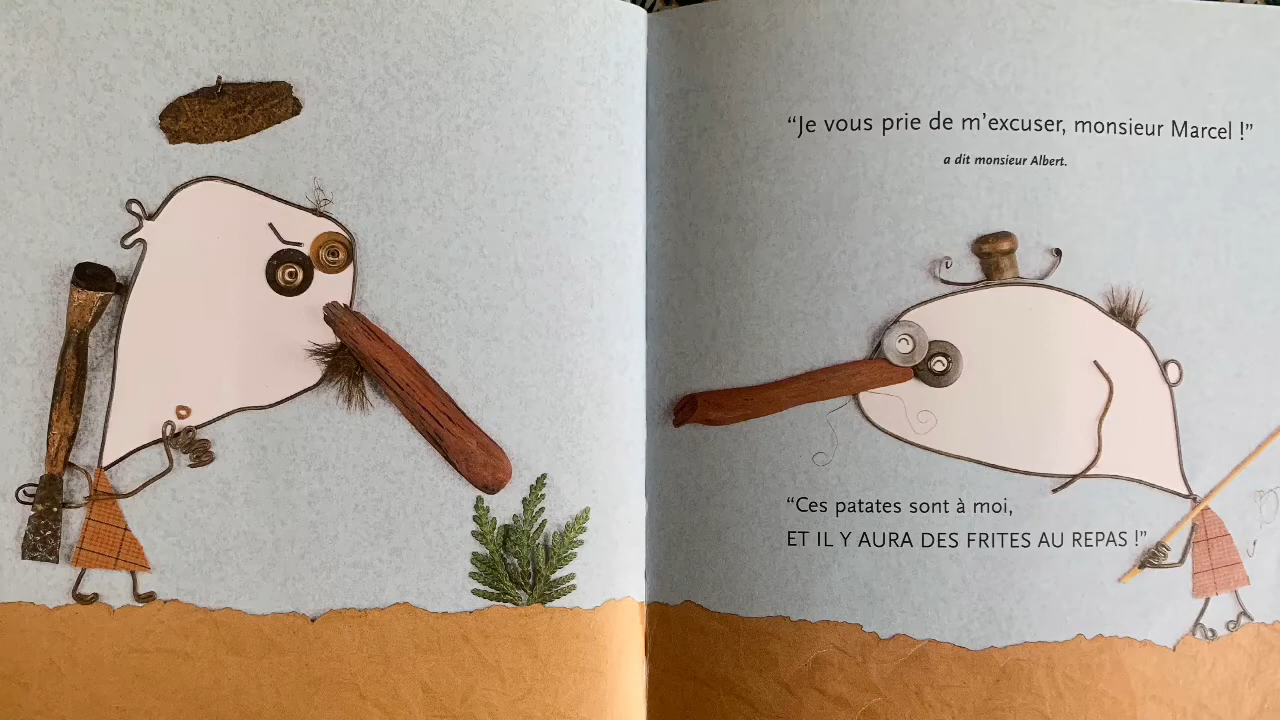 “Je vous prie de m’excuser, monsieur Marcel !”
a dit monsieur Albert.
“Ces patates sont à moi,
ET IL Y AURA DES FRITES AU REPAS !”